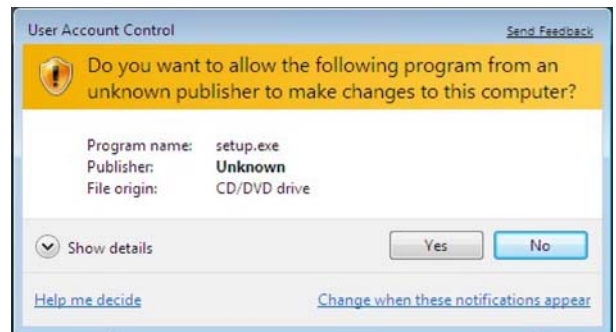 User Account Control
Send Feedback
Do you want to allow the following program from an
unknown publisher to make changes to this computer?
Program name: setup.exe
Publisher: Unknown
File origin: CD/DVD drive
Show details
Yes
No
Help me decide
Change when these notifications appear